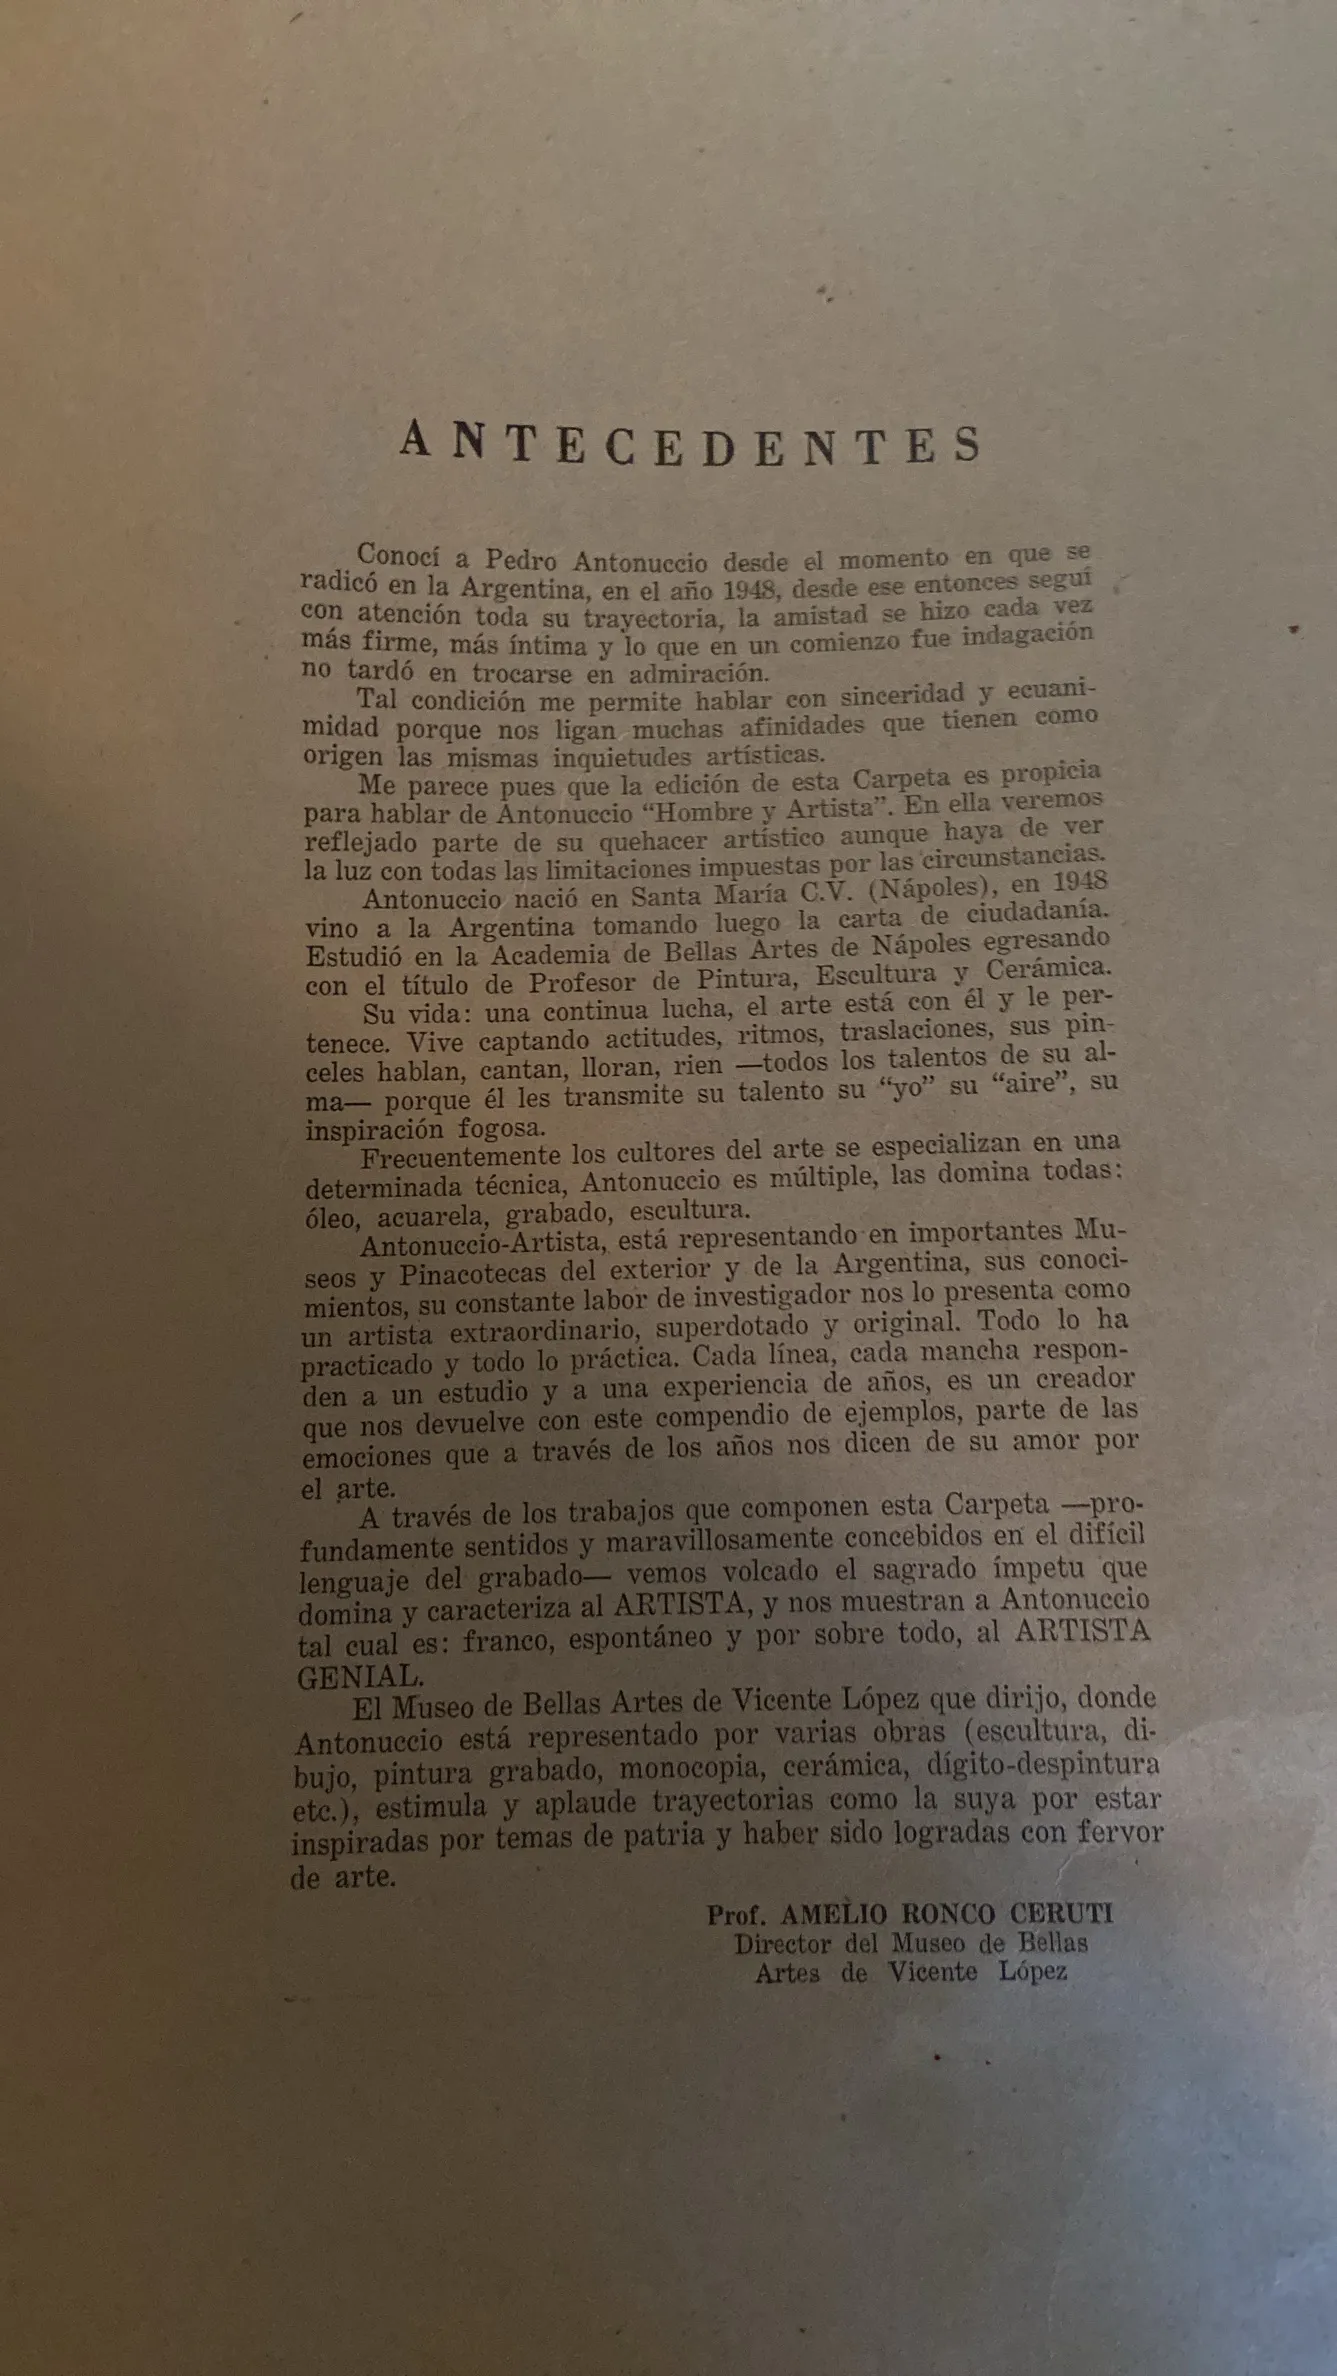 ANTECEDENTES
Conocí a Pedro Antonuccio desde el momento en que se
radicó en la Argentina, en el año 1948, desde ese entonces seguí
con atención toda su trayectoria, la amistad se hizo cada vez
más firme, más íntima y lo que en un comienzo fue indagación
no tardó en trocarse en admiración.
Tal condición me permite hablar con sinceridad y ecuani-
midad porque nos ligan muchas afinidades que tienen como
origen las mismas inquietudes artísticas.
Me parece pues que la edición de esta Carpeta es propicia
para hablar de Antonuccio “Hombre y Artista”. En ella veremos
reflejado parte de su quehacer artístico aunque haya de ver
la luz con todas las limitaciones impuestas por las circunstancias.
Antonuccio nació en Santa María C.V. (Nápoles), en 1948
vino a la Argentina tomando luego la carta de ciudadanía.
Estudió en la Academia de Bellas Artes de Nápoles egresando
con el título de Profesor de Pintura, Escultura y Cerámica.
Su vida: una continua lucha, el arte está con él y le per-
tenece. Vive captando actitudes, ritmos, traslaciones, sus pin-
celes hablan, cantan, lloran, rien —todos los talentos de su al-
ma— porque él les transmite su talento su “yo” su “aire”, su
inspiración fogosa.
Frecuentemente los cultores del arte se especializan en una
determinada técnica, Antonuccio es múltiple, las domina todas:
óleo, acuarela, grabado, escultura.
Antonuccio-Artista, está representando en importantes Mu-
seos y Pinacotecas del exterior y de la Argentina, sus conoci-
mientos, su constante labor de investigador nos lo presenta como
un artista extraordinario, superdotado y original. Todo lo ha
practicado y todo lo práctica. Cada línea, cada mancha respon-
den a un estudio y a una experiencia de años, es un creador
que nos devuelve con este compendio de ejemplos, parte de las
emociones que a través de los años nos dicen de su amor por
el arte.
A través de los trabajos que componen esta Carpeta —pro-
fundamente sentidos y maravillosamente concebidos en el difícil
lenguaje del grabado— vemos volcado el sagrado ímpetu que
domina y caracteriza al ARTISTA, y nos muestran a Antonuccio
tal cual es: franco, espontáneo y por sobre todo, al ARTISTA
GENIAL.
El Museo de Bellas Artes de Vicente López que dirijo, donde
Antonuccio está representado por varias obras (escultura, di-
bujo, pintura grabado, monocopia, cerámica, dígito-despintura
etc.), estimula y aplaude trayectorias como la suya por estar
inspiradas por temas de patria y haber sido logradas con fervor
de arte.
Prof. AMELIO RONCO CERUTI
Director del Museo de Bellas
Artes de Vicente López